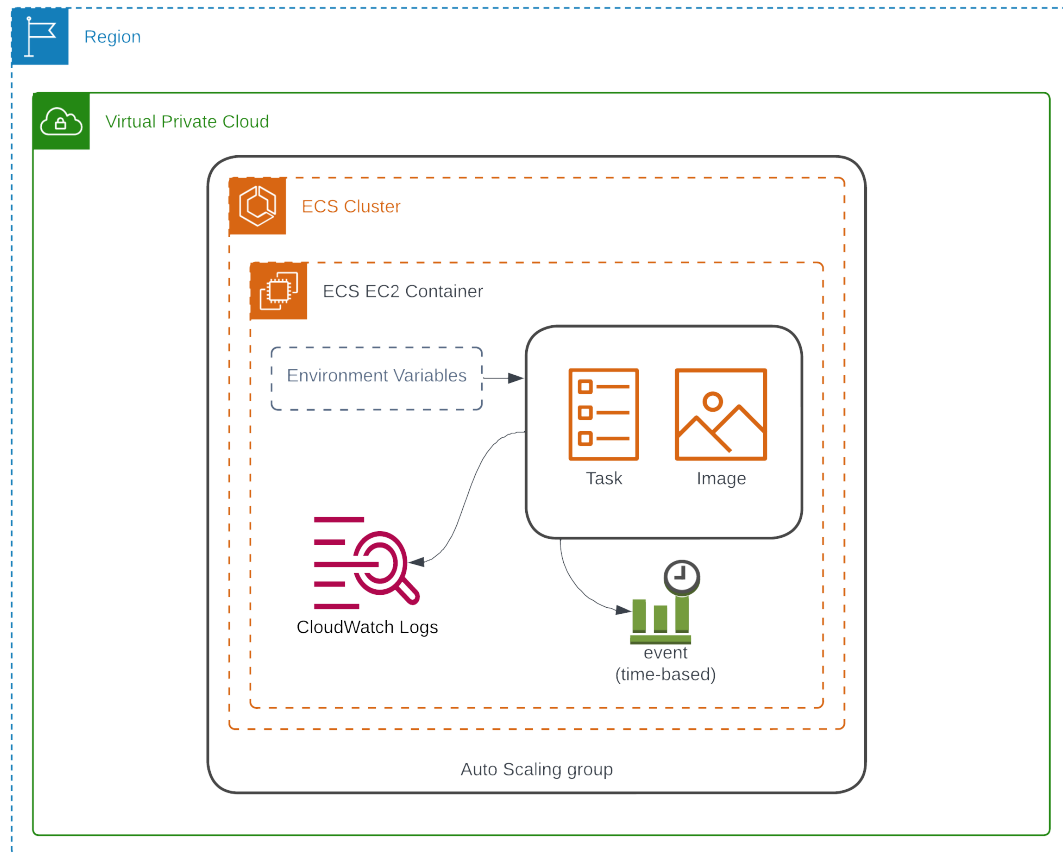 Region
Virtual Private Cloud
ECS Cluster
ECS EC2 Container
Environment Variables
Task
Image
CloudWatch Logs
event
(time-based)
Auto Scaling group